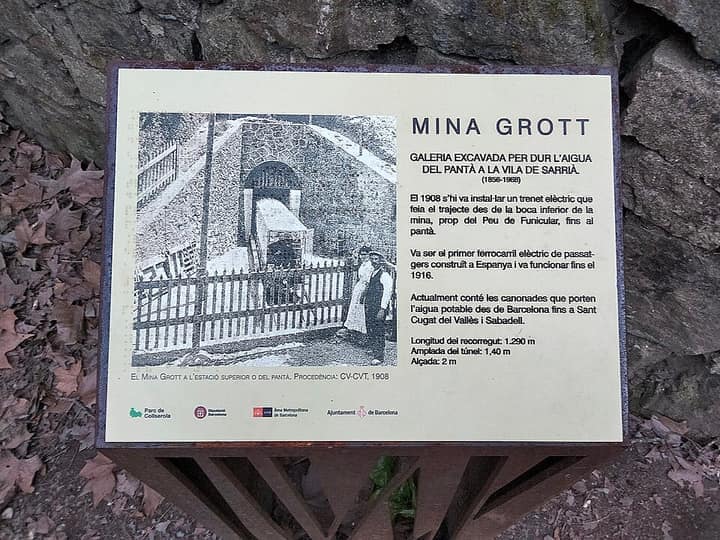 MINA GROTT
GALERIA EXCAVADA PER DUR L'AIGUA
DEL PANTÀ A LA VILA DE SARRIÀ.
(1856-1968)
El 1908 s'hi va instal·lar un trenet elèctric que
feia el trajecte des de la boca inferior de la
mina, prop del Peu de Funicular, fins al
pantà.
Va ser el primer ferrocarril elèctric de passat-
gers construït a Espanya i va funcionar fins el
1916.
Actualment conté les canonades que porten
l'aigua potable des de Barcelona fins a Sant
Cugat del Vallès i Sabadell.
Longitud del recorregut: 1.290 m
Amplada del túnel: 1,40 m
Alçada: 2 m
EL MINA GROTT A L'ESTACIÓ SUPERIOR O DEL PANTÀ. PROCEDÈNCIA: CV-CVT, 1908
Parc de
Collserola
Diputació
Barcelona
Àrea Metropolitana
de Barcelona
Ajuntament de Barcelona